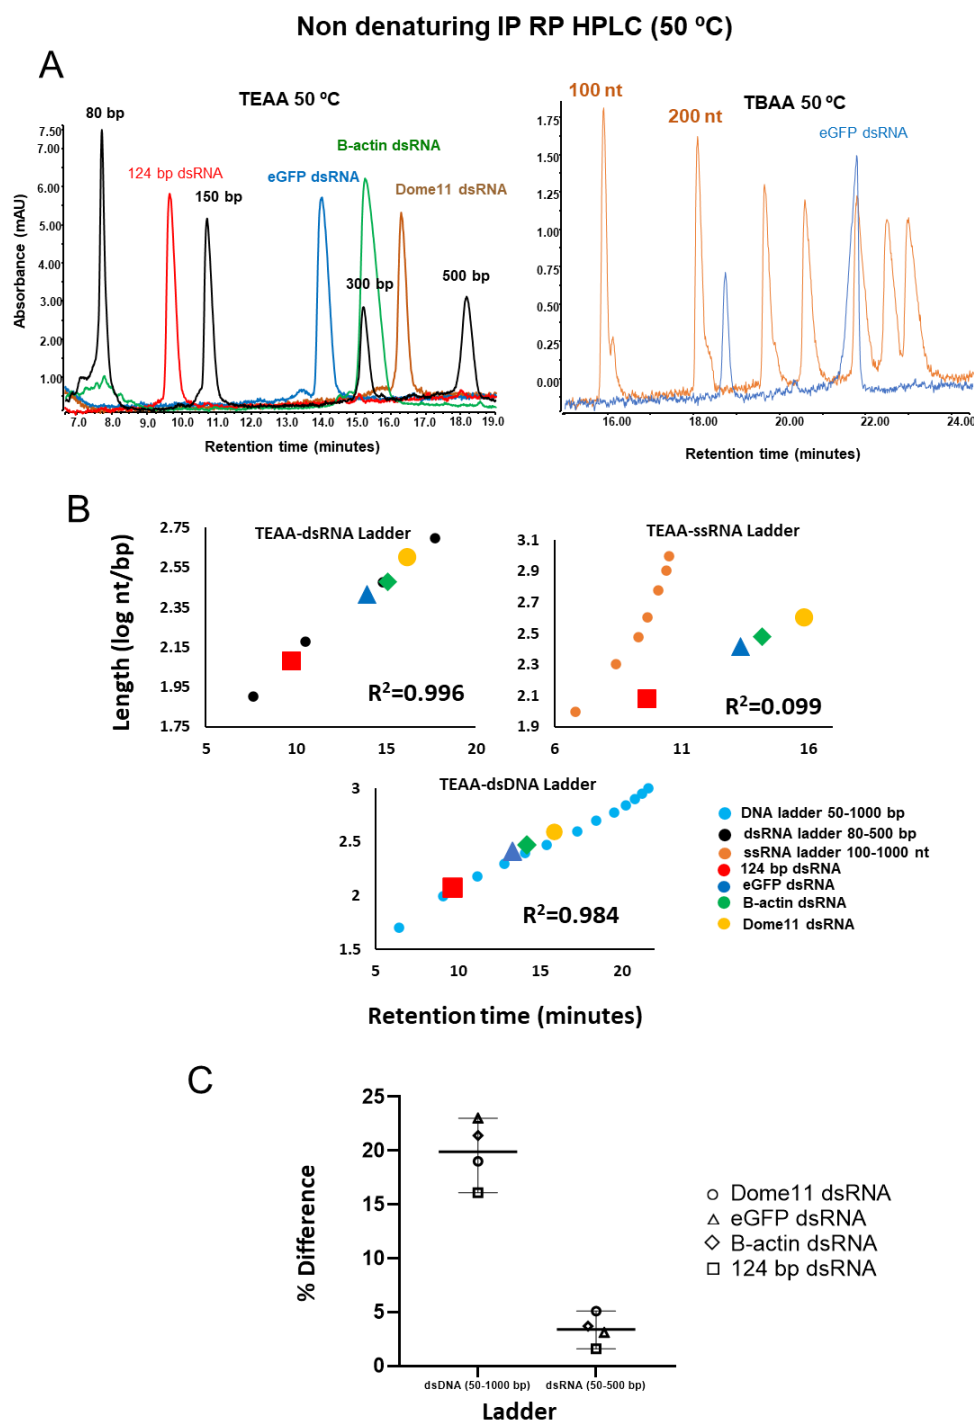 Non denaturing IP RP HPLC (50 ºC)
A
TEAA 50 ºC
80 bp
124 bp dsRNA
150 bp
eGFP dsRNA
B-actin dsRNA
Dome11 dsRNA
300 bp
500 bp
7.50
7.00
6.00
5.00
4.00
3.00
2.00
1.00
Absorbance (mAU)
7.0 8.0 9.0 10.0 11.0 12.0 13.0 14.0 15.0 16.0 17.0 18.0 19.0
Retention time (minutes)
100 nt
200 nt
TBAA 50 ºC
eGFP dsRNA
1.75
1.50
1.25
1.00
0.75
0.50
0.25
0.00
16.00 18.00 20.00 22.00 24.00
Retention time (minutes)
B
Length (log nt/bp)
TEAA-dsRNA Ladder
2.75
2.55
2.35
2.15
1.95
1.75
R2=0.996
5 10 15 20
TEAA-ssRNA Ladder
3.1
2.9
2.7
2.5
2.3
2.1
1.9
R2=0.099
6 11 16
TEAA-dsDNA Ladder
3
2.5
2
1.5
R2=0.984
5 10 15 20
Retention time (minutes)
DNA ladder 50-1000 bp
dsRNA ladder 80-500 bp
ssRNA ladder 100-1000 nt
124 bp dsRNA
eGFP dsRNA
B-actin dsRNA
Dome11 dsRNA
C
% Difference
25
20
15
10
5
0
dsDNA (50-1000 bp) dsRNA (50-500 bp)
Ladder
Dome11 dsRNA
eGFP dsRNA
B-actin dsRNA
124 bp dsRNA